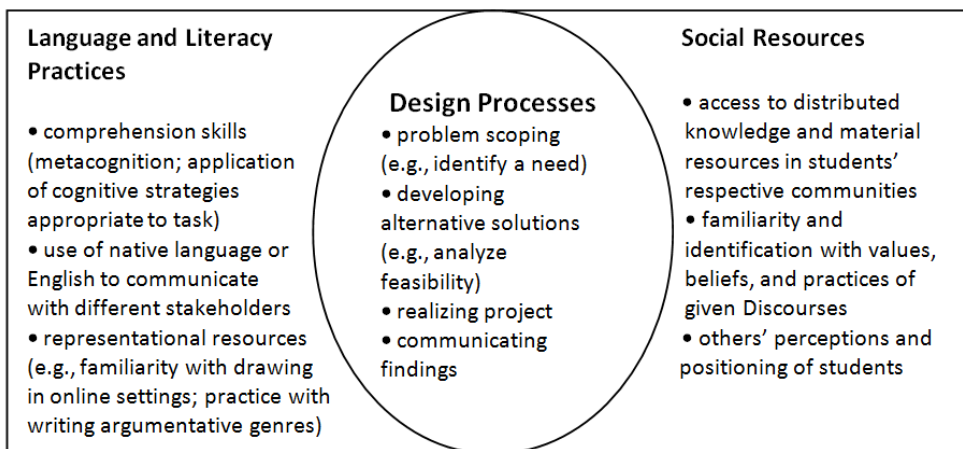 Language and Literacy
Practices
• comprehension skills
(metacognition; application
of cognitive strategies
appropriate to task)
• use of native language or
English to communicate
with different stakeholders
• representational resources
(e.g., familiarity with drawing
in online settings; practice with
writing argumentative genres)
Design Processes
• problem scoping
(e.g., identify a need)
• developing
alternative solutions
(e.g., analyze
feasibility)
• realizing project
• communicating
findings
Social Resources
• access to distributed
knowledge and material
resources in students’
respective communities
• familiarity and
identification with values,
beliefs, and practices of
given Discourses
• others’ perceptions and
positioning of students